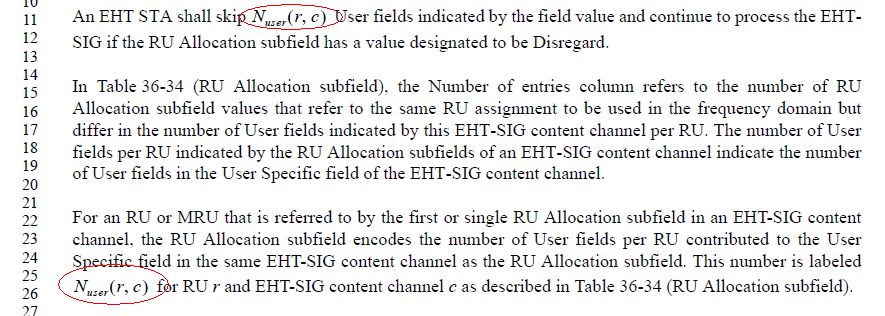 10
11 An EHT STA shall skip N_user(r, c) User fields indicated by the field value and continue to process the EHT-
12 SIG if the RU Allocation subfield has a value designated to be Disregard.
13
14
15 In Table 36-34 (RU Allocation subfield), the Number of entries column refers to the number of RU
16 Allocation subfield values that refer to the same RU assignment to be used in the frequency domain but
17 differ in the number of User fields indicated by this EHT-SIG content channel per RU. The number of User
18 fields per RU indicated by the RU Allocation subfields of an EHT-SIG content channel indicate the number
19 of User fields in the User Specific field of the EHT-SIG content channel.
20
21
22 For an RU or MRU that is referred to by the first or single RU Allocation subfield in an EHT-SIG content
23 channel, the RU Allocation subfield encodes the number of User fields per RU contributed to the User
24 Specific field in the same EHT-SIG content channel as the RU Allocation subfield. This number is labeled
25
26 N_user(r, c) for RU r and EHT-SIG content channel c as described in Table 36-34 (RU Allocation subfield).
27